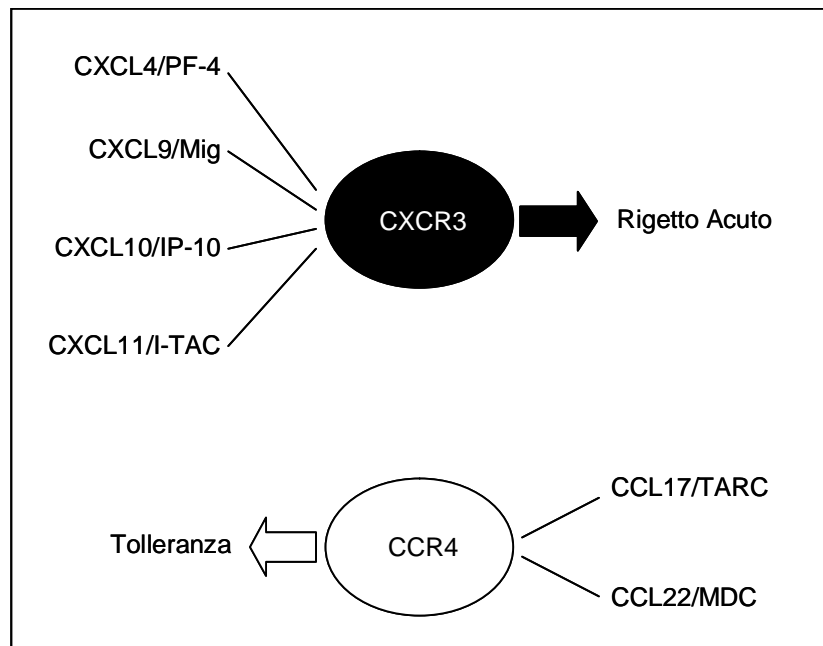 CXCL4/PF-4
CXCL9/Mig
CXCR3
Rigetto Acuto
CXCL10/IP-10
CXCL11/I-TAC
CCL17/TARC
Tolleranza
CCR4
CCL22/MDC